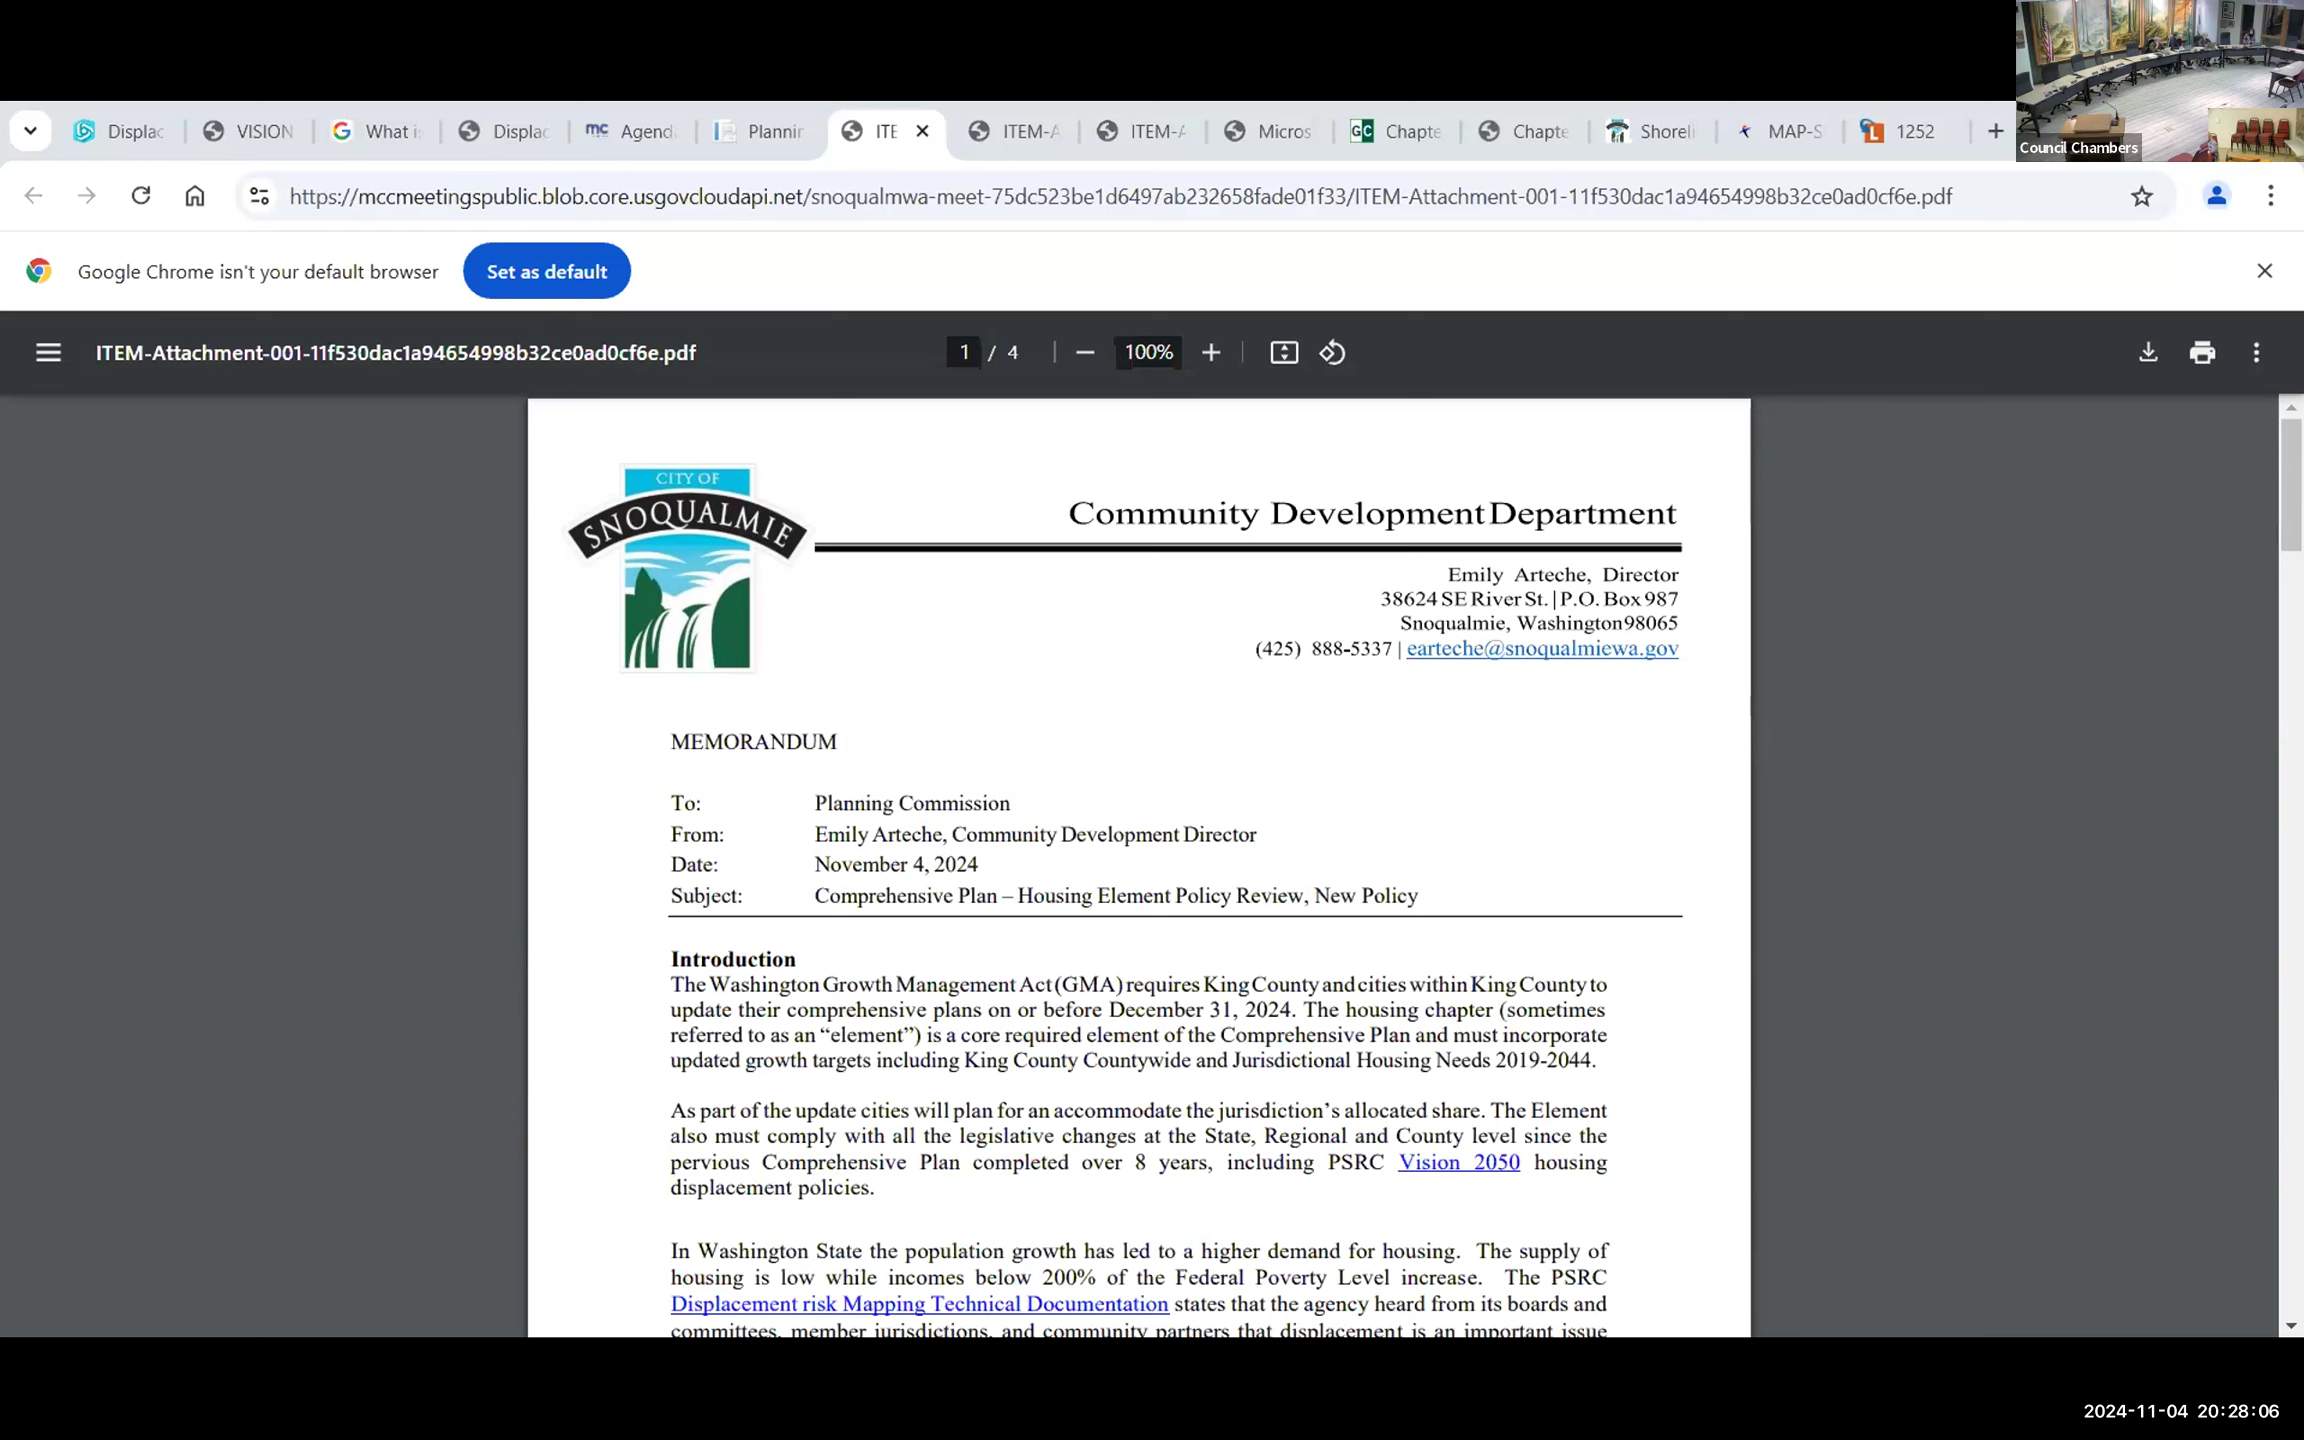 Council Chambers
Displac
VISION
What i
Displac
Agend
Plannin
ITE
ITEM-A
ITEM-A
Micros
Chapte
Chapte
Shoreli
MAP-S
1252
https://mccmeetingspublic.blob.core.usgovcloudapi.net/snoqualmwa-meet-75dc523be1d6497ab232658fade01f33/ITEM-Attachment-001-11f530dac1a94654998b32ce0ad0cf6e.pdf
Google Chrome isn't your default browser
Set as default
ITEM-Attachment-001-11f530dac1a94654998b32ce0ad0cf6e.pdf
1 / 4
100%
CITY OF
SNOQUALMIE
Community Development Department
Emily Arteche, Director
38624 SE River St. | P.O. Box 987
Snoqualmie, Washington 98065
(425) 888-5337 | earteche@snoqualmiewa.gov
MEMORANDUM
To: Planning Commission
From: Emily Arteche, Community Development Director
Date: November 4, 2024
Subject: Comprehensive Plan – Housing Element Policy Review, New Policy
Introduction
The Washington Growth Management Act (GMA) requires King County and cities within King County to
update their comprehensive plans on or before December 31, 2024. The housing chapter (sometimes
referred to as an “element”) is a core required element of the Comprehensive Plan and must incorporate
updated growth targets including King County Countywide and Jurisdictional Housing Needs 2019-2044.
As part of the update cities will plan for an accommodate the jurisdiction’s allocated share. The Element
also must comply with all the legislative changes at the State, Regional and County level since the
pervious Comprehensive Plan completed over 8 years, including PSRC Vision 2050 housing
displacement policies.
In Washington State the population growth has led to a higher demand for housing. The supply of
housing is low while incomes below 200% of the Federal Poverty Level increase. The PSRC
Displacement risk Mapping Technical Documentation states that the agency heard from its boards and
committees, member jurisdictions, and community partners that displacement is an important issue
2024-11-04 20:28:06